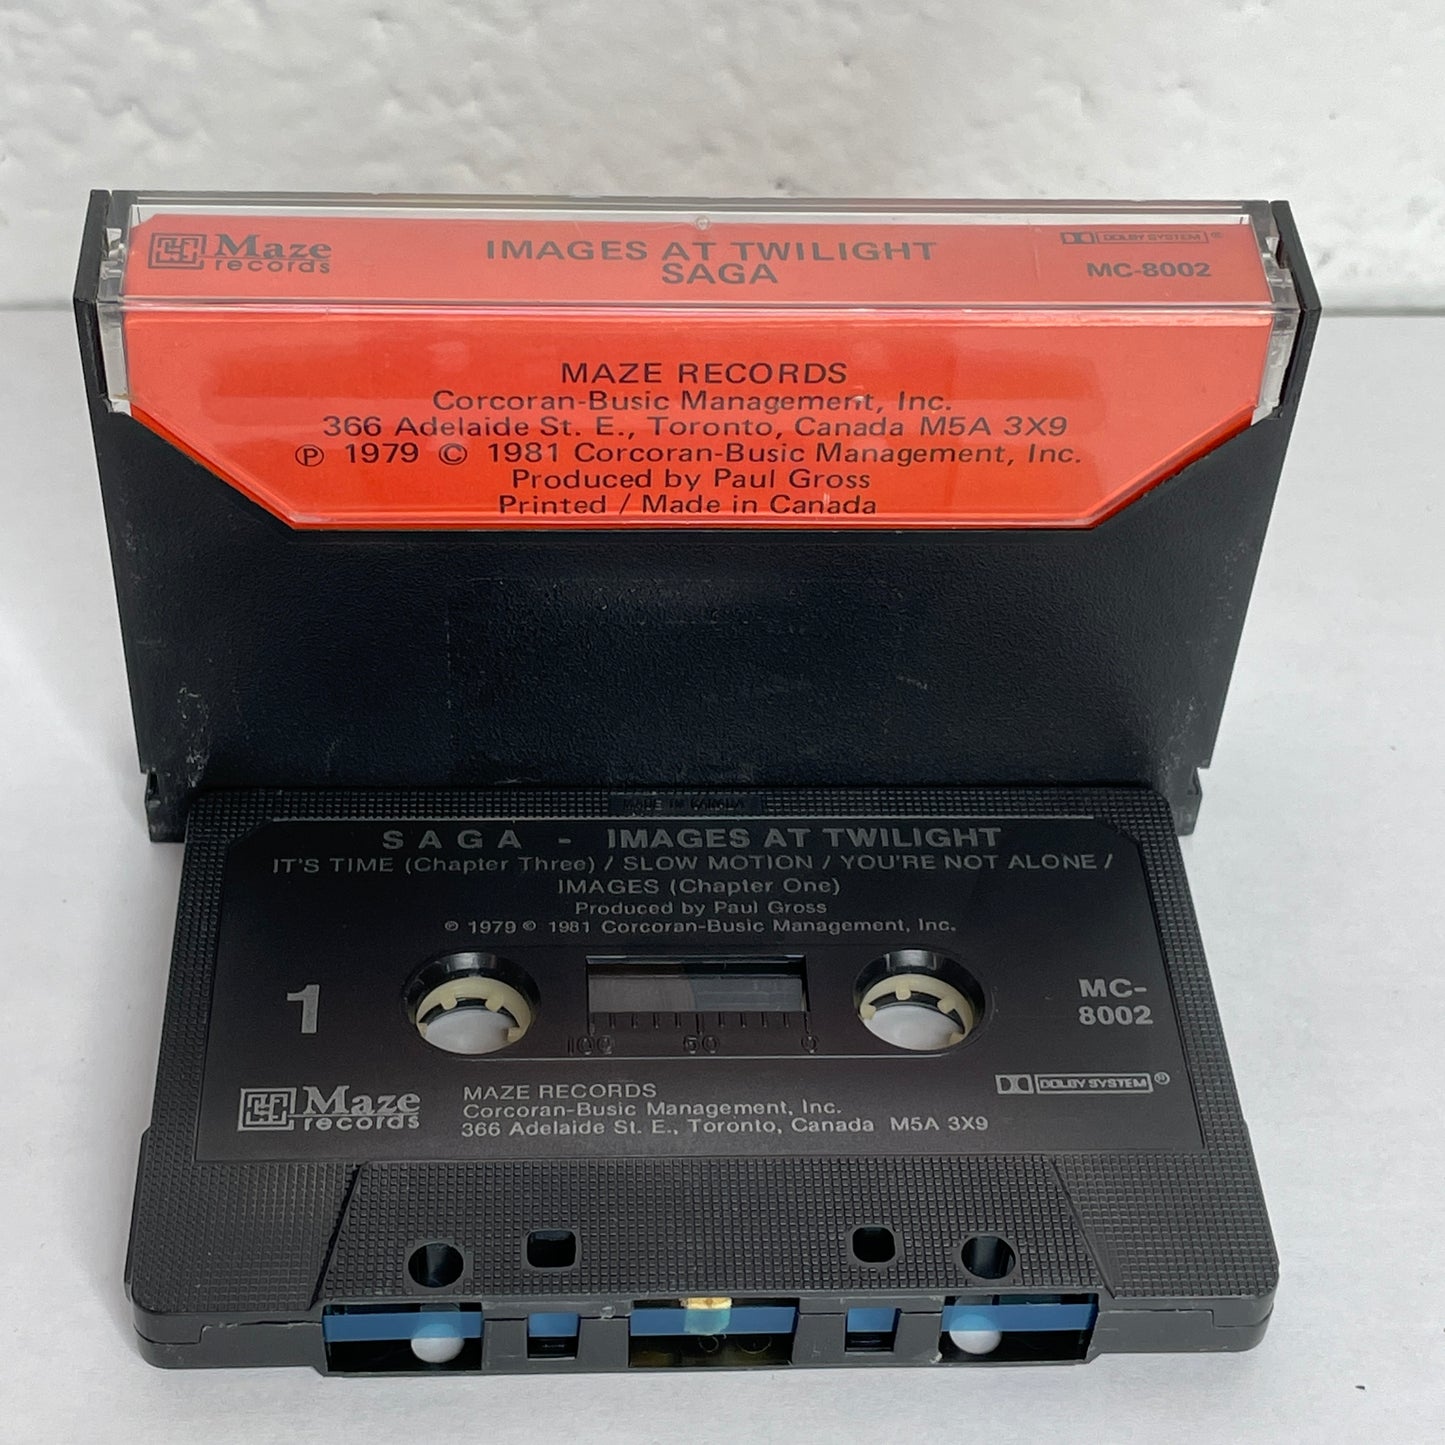 Maze
records
IMAGES AT TWILIGHT
SAGA
DOLBY SYSTEM ®
MC-8002
MAZE RECORDS
Corcoran-Busic Management, Inc.
366 Adelaide St. E., Toronto, Canada M5A 3X9
℗ 1979 © 1981 Corcoran-Busic Management, Inc.
Produced by Paul Gross
Printed / Made in Canada
MADE IN CANADA
SAGA - IMAGES AT TWILIGHT
IT'S TIME (Chapter Three) / SLOW MOTION / YOU'RE NOT ALONE /
IMAGES (Chapter One)
Produced by Paul Gross
℗ 1979 © 1981 Corcoran-Busic Management, Inc.
1
MC-
8002
100 50 0
Maze
records
MAZE RECORDS
Corcoran-Busic Management, Inc.
366 Adelaide St. E., Toronto, Canada M5A 3X9
DOLBY SYSTEM ®